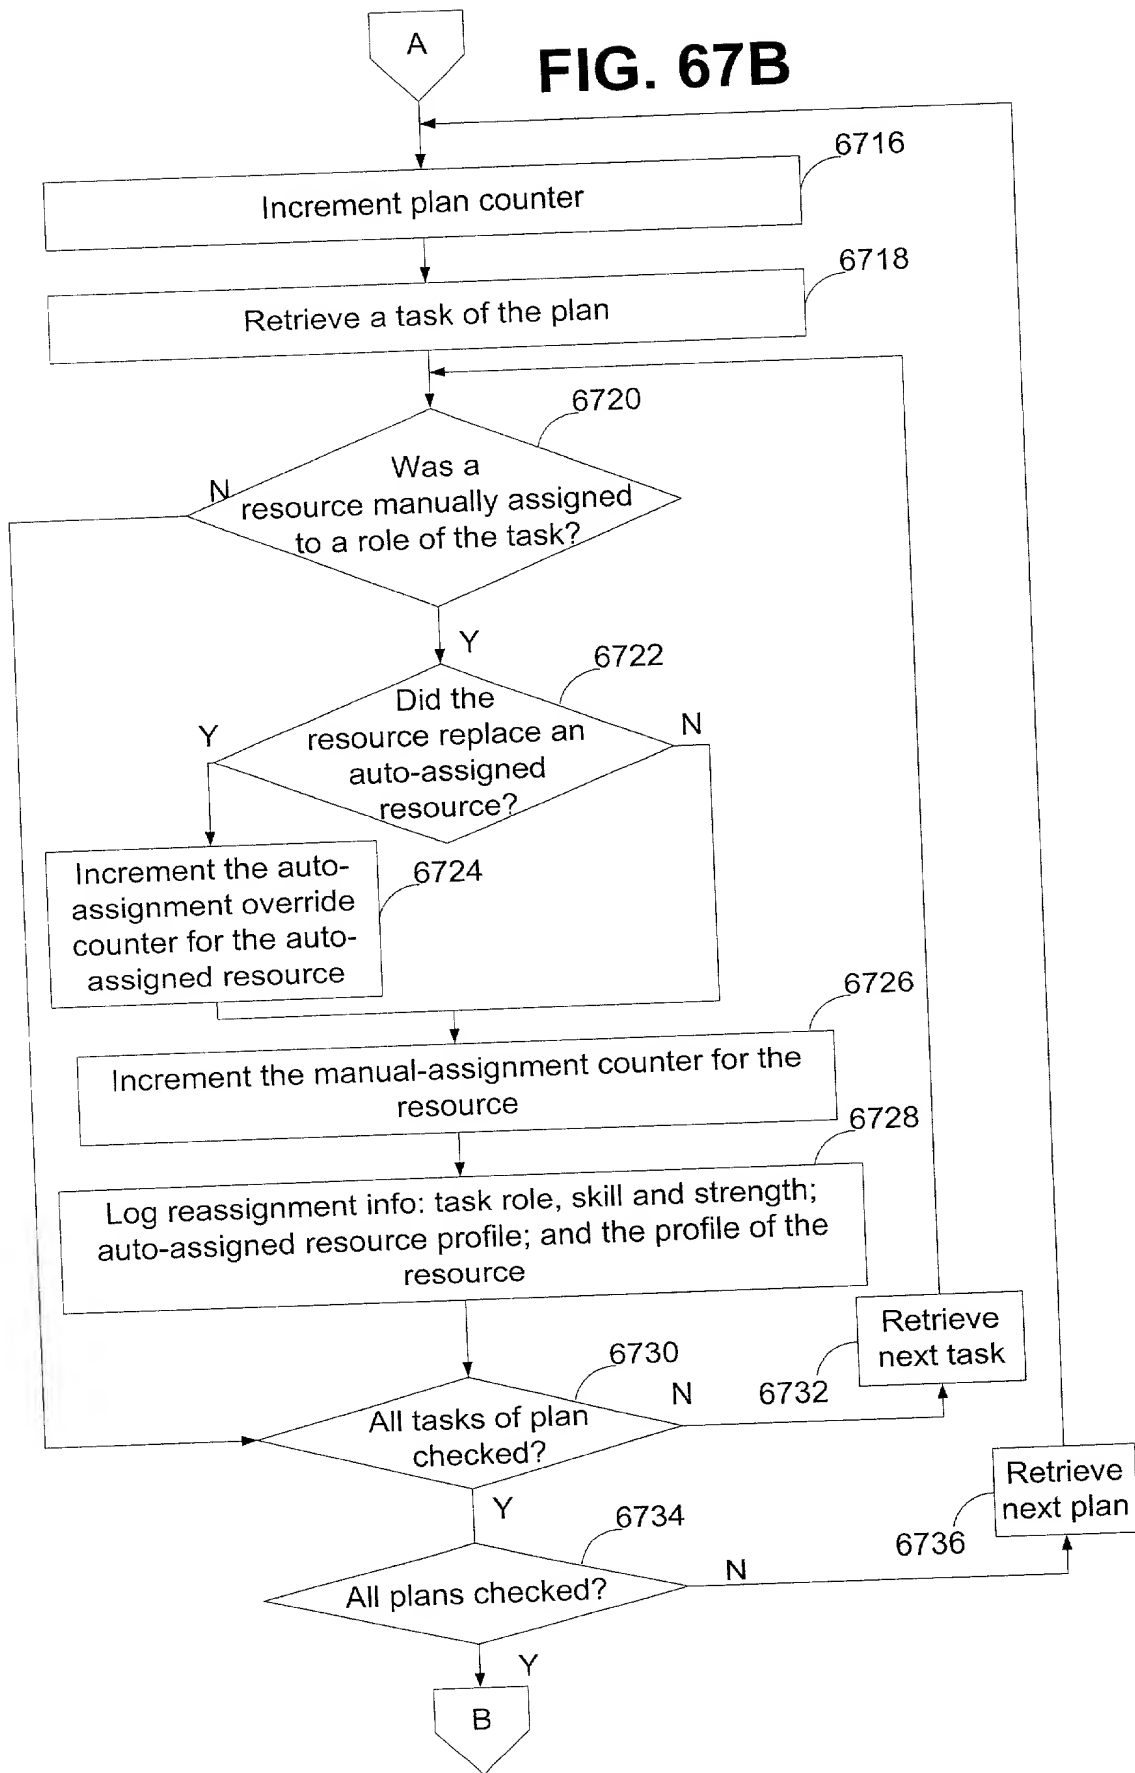 A
FIG. 67B
6716
Increment plan counter
6718
Retrieve a task of the plan
6720
Was a
resource manually assigned
to a role of the task?
N
Y
6722
Did the
resource replace an
auto-assigned
resource?
Y
N
Increment the auto-
assignment override
counter for the auto-
assigned resource
6724
6726
Increment the manual-assignment counter for the
resource
6728
Log reassignment info: task role, skill and strength;
auto-assigned resource profile; and the profile of the
resource
Retrieve
next task
6732
6730
All tasks of plan
checked?
N
Y
Retrieve
next plan
6736
6734
All plans checked?
N
Y
B